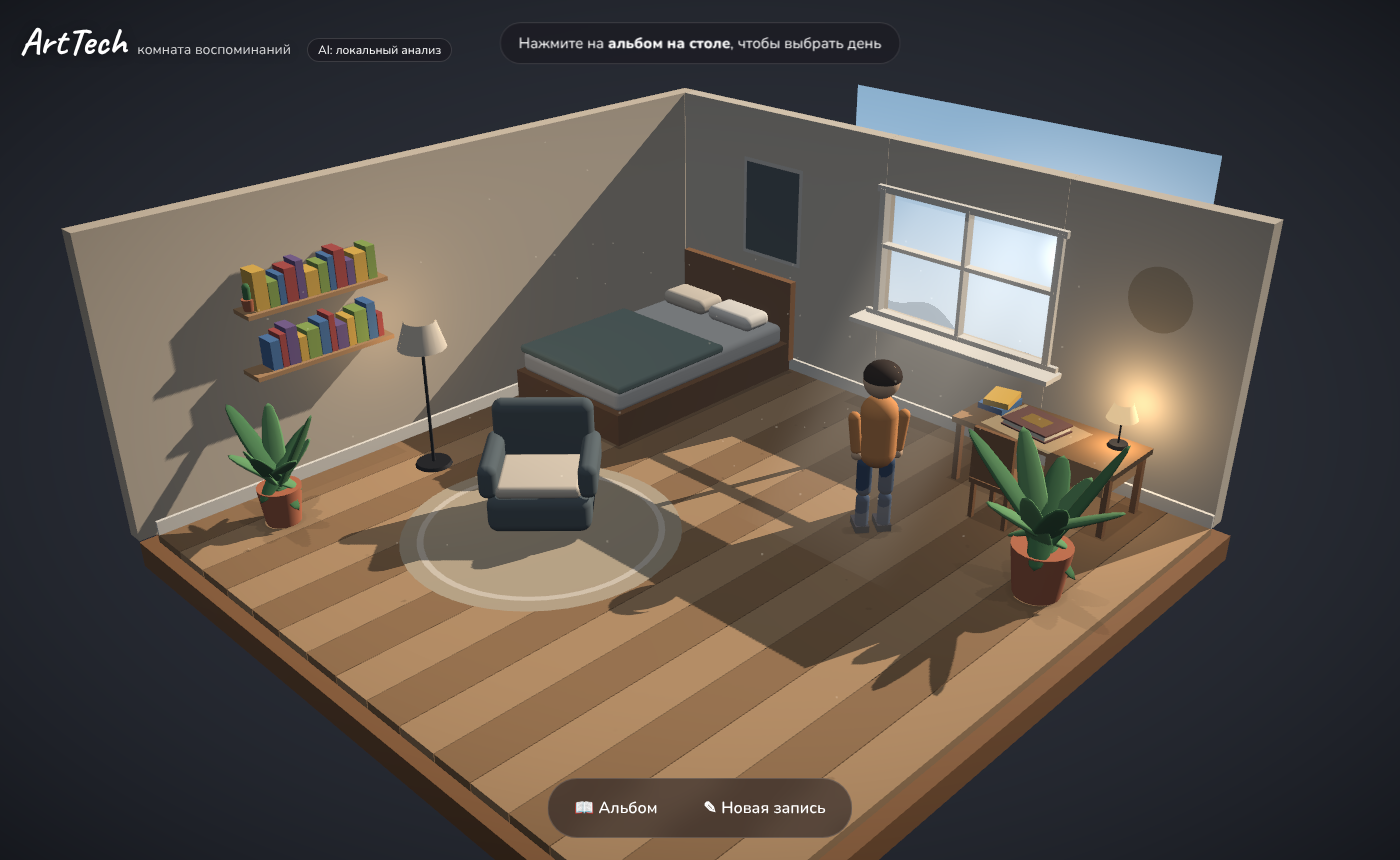 ArtTech комната воспоминаний
AI: локальный анализ
Нажмите на альбом на столе, чтобы выбрать день
📖 Альбом
✎ Новая запись